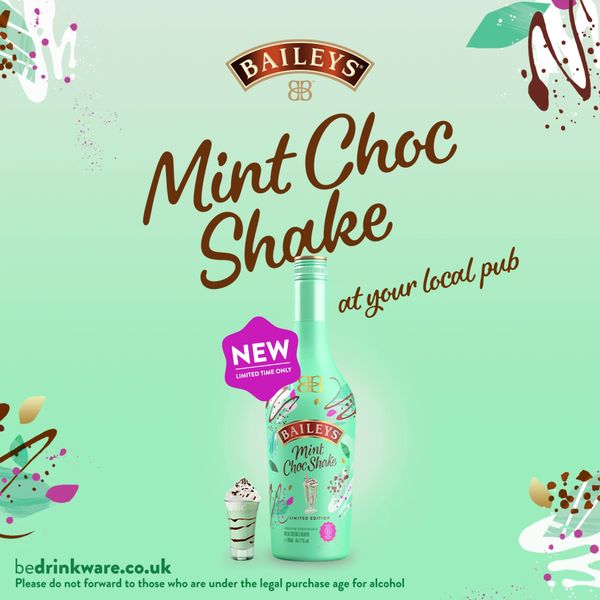 BAILEYS
Mint Choc
Shake
at your local pub
NEW
LIMITED TIME ONLY
BAILEYS
Mint
Choc Shake
LIMITED EDITION
bedrinkware.co.uk
Please do not forward to those who are under the legal purchase age for alcohol